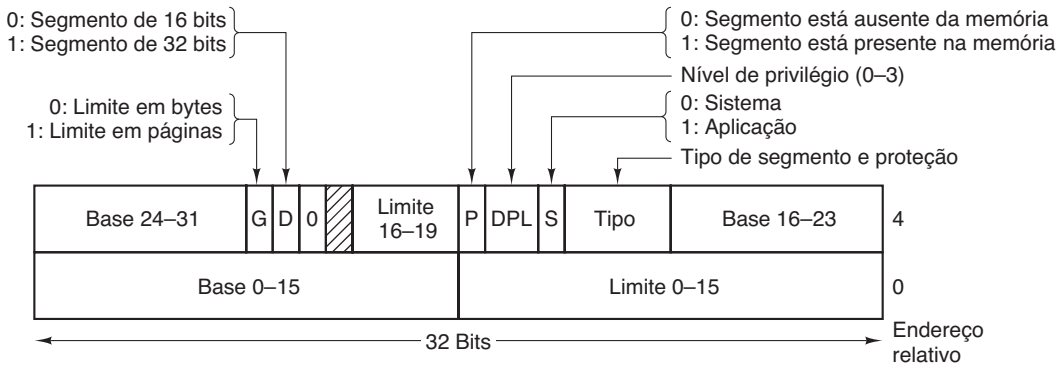 0: Segmento de 16 bits
1: Segmento de 32 bits
0: Segmento está ausente da memória
1: Segmento está presente na memória
Nível de privilégio (0–3)
0: Limite em bytes
1: Limite em páginas
0: Sistema
1: Aplicação
Tipo de segmento e proteção
Base 24–31
G
D
0
Limite
16–19
P
DPL
S
Tipo
Base 16–23
4
Base 0–15
Limite 0–15
0
32 Bits
Endereço
relativo